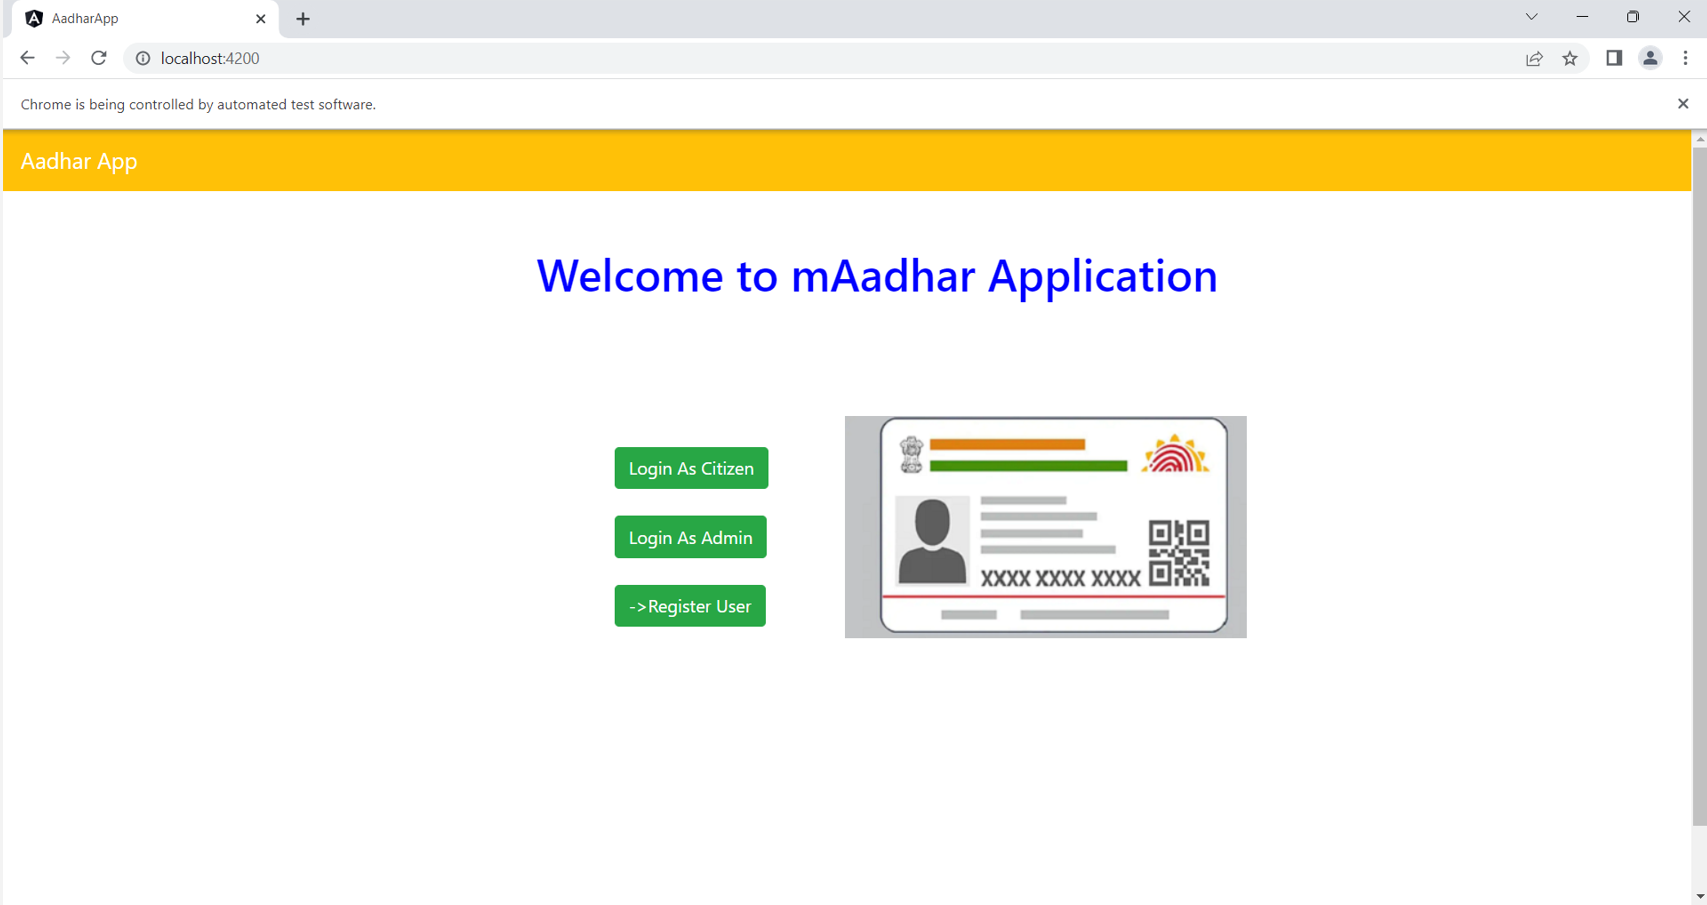 AadharApp
localhost:4200
Chrome is being controlled by automated test software.
Aadhar App
Welcome to mAadhar Application
Login As Citizen
Login As Admin
->Register User
XXXX XXXX XXXX